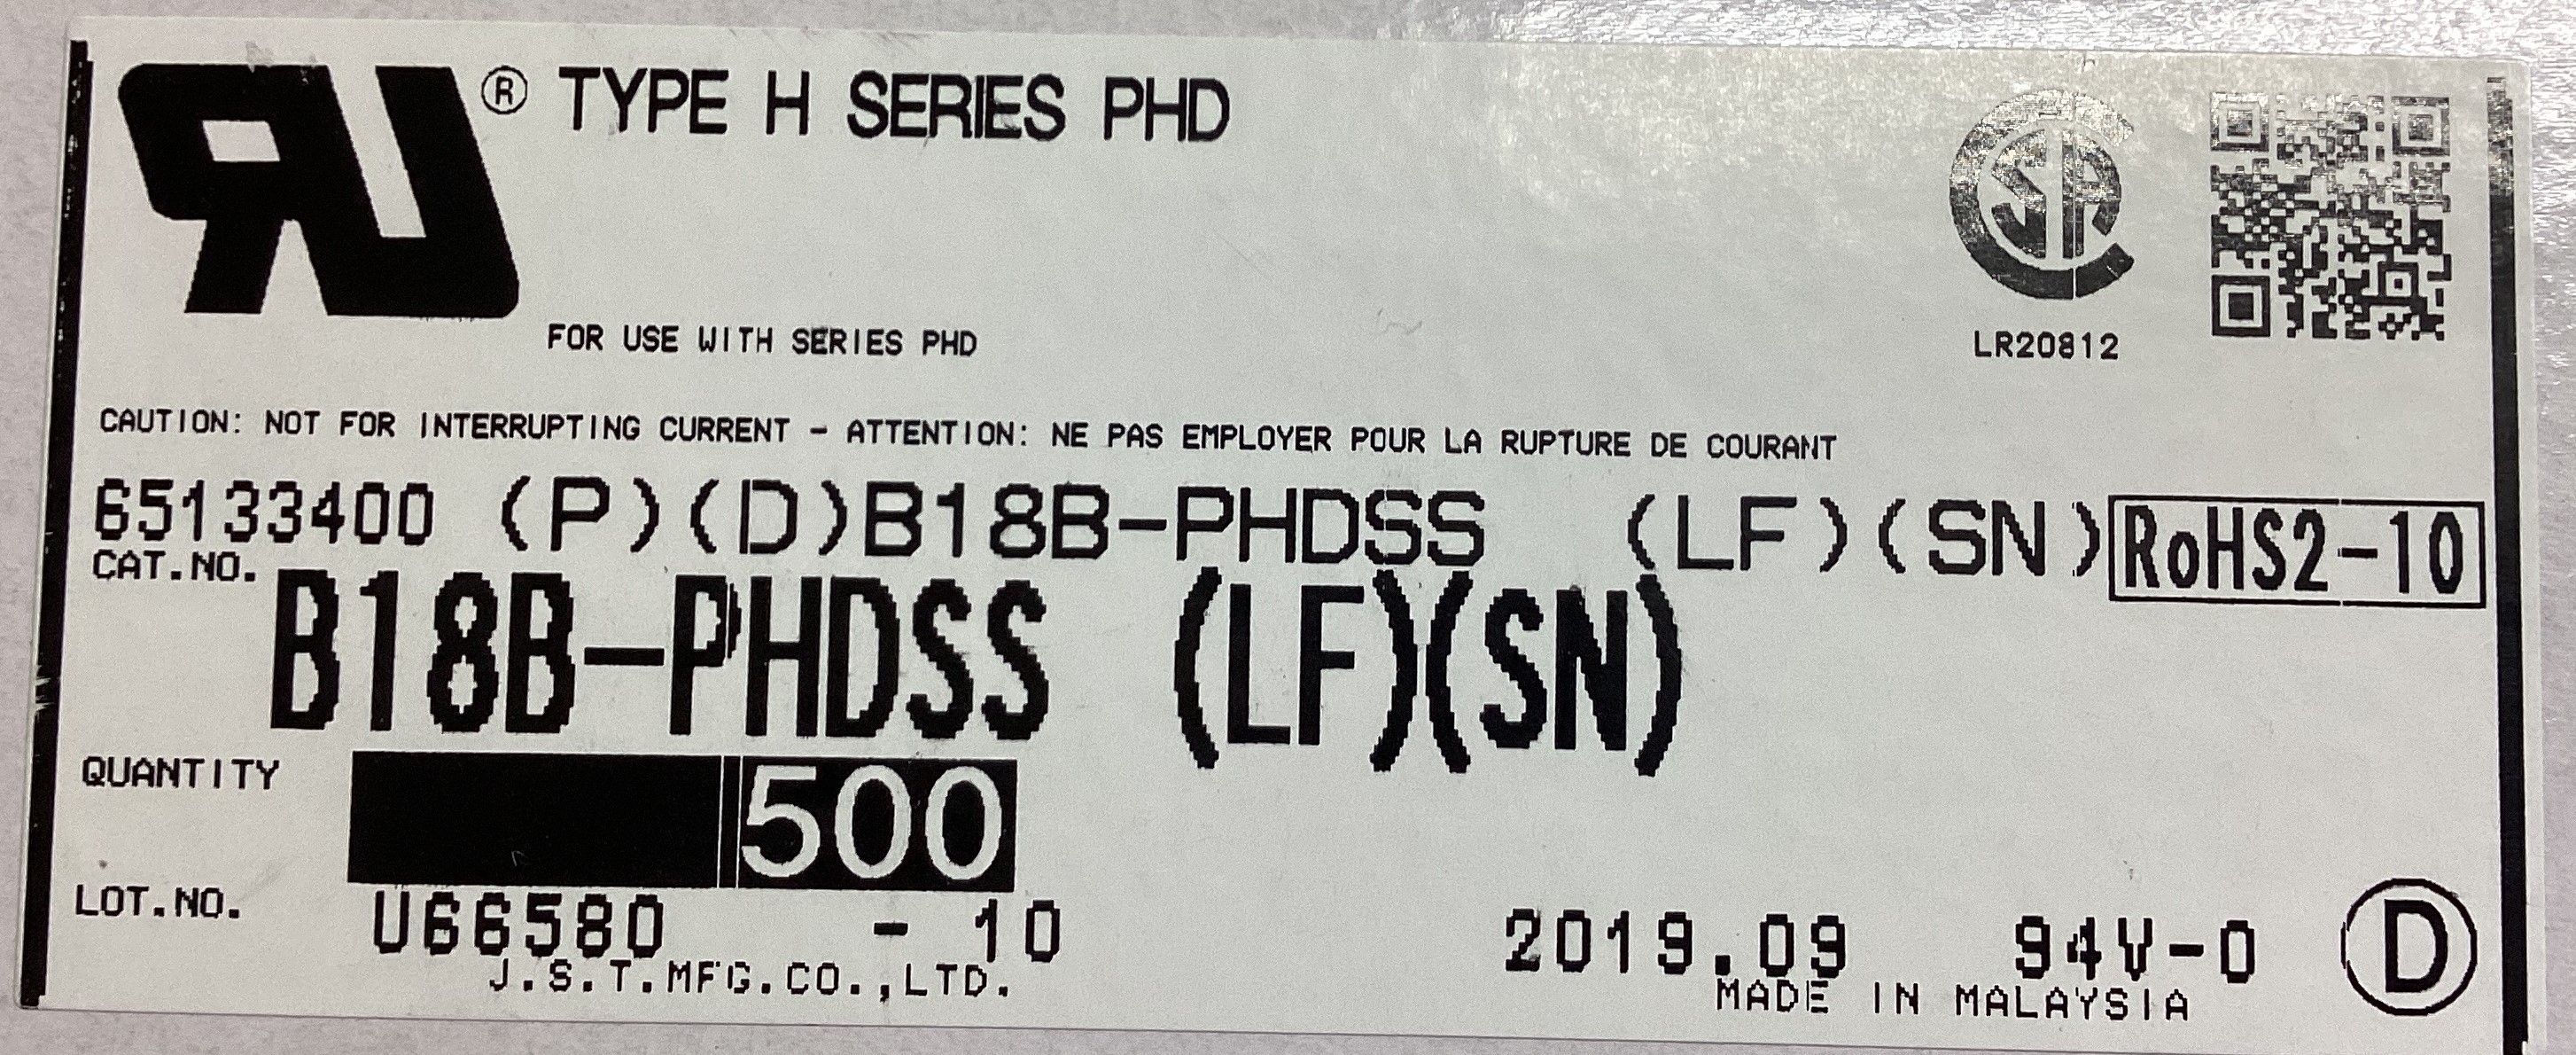 RU® TYPE H SERIES PHD
CSA
FOR USE WITH SERIES PHD
LR20812
CAUTION: NOT FOR INTERRUPTING CURRENT - ATTENTION: NE PAS EMPLOYER POUR LA RUPTURE DE COURANT
65133400 (P)(D)B18B-PHDSS (LF)(SN) RoHS2-10
CAT.NO.
B18B-PHDSS (LF)(SN)
QUANTITY 500
LOT.NO. U66580 - 10 2019.09 94V-0 D
J.S.T.MFG.CO.,LTD. MADE IN MALAYSIA